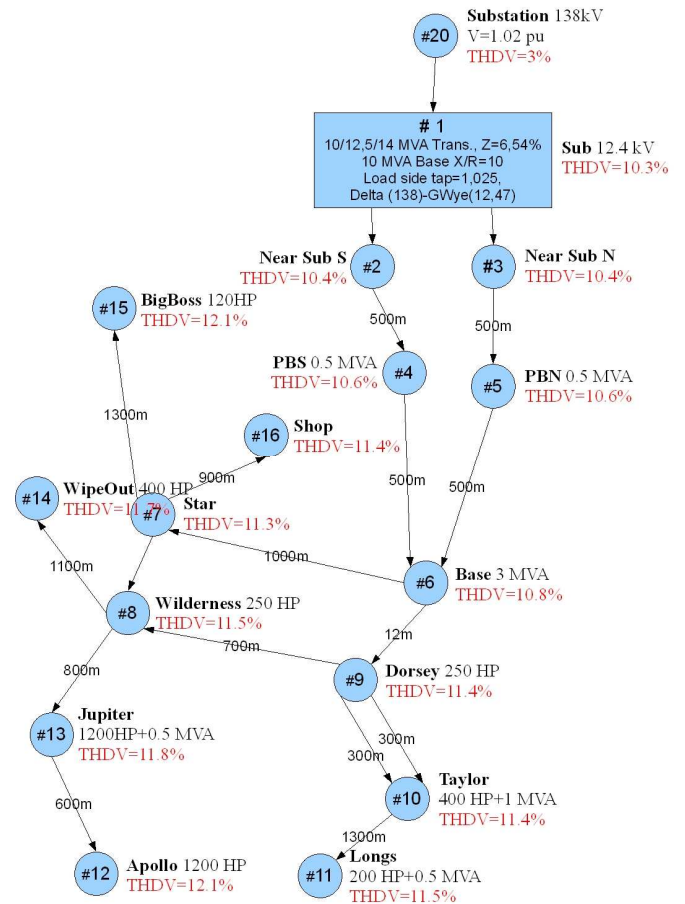 #20
Substation 138kV
V=1.02 pu
THDV=3%
# 1
10/12,5/14 MVA Trans., Z=6,54%
10 MVA Base X/R=10
Load side tap=1,025,
Delta (138)-GWye(12,47)
Sub 12.4 kV
THDV=10.3%
Near Sub S
THDV=10.4%
#2
#3
Near Sub N
THDV=10.4%
#15
BigBoss 120HP
THDV=12.1%
500m
500m
PBS 0.5 MVA
THDV=10.6%
#4
#5
PBN 0.5 MVA
THDV=10.6%
1300m
#16
Shop
THDV=11.4%
900m
500m
500m
#14
WipeOut 400 HP
THDV=11.7%
#7
Star
THDV=11.3%
1000m
1100m
#6
Base 3 MVA
THDV=10.8%
#8
Wilderness 250 HP
THDV=11.5%
12m
700m
800m
#9
Dorsey 250 HP
THDV=11.4%
#13
Jupiter
1200HP+0.5 MVA
THDV=11.8%
300m
300m
600m
#10
Taylor
400 HP+1 MVA
THDV=11.4%
1300m
#12
Apollo 1200 HP
THDV=12.1%
#11
Longs
200 HP+0.5 MVA
THDV=11.5%